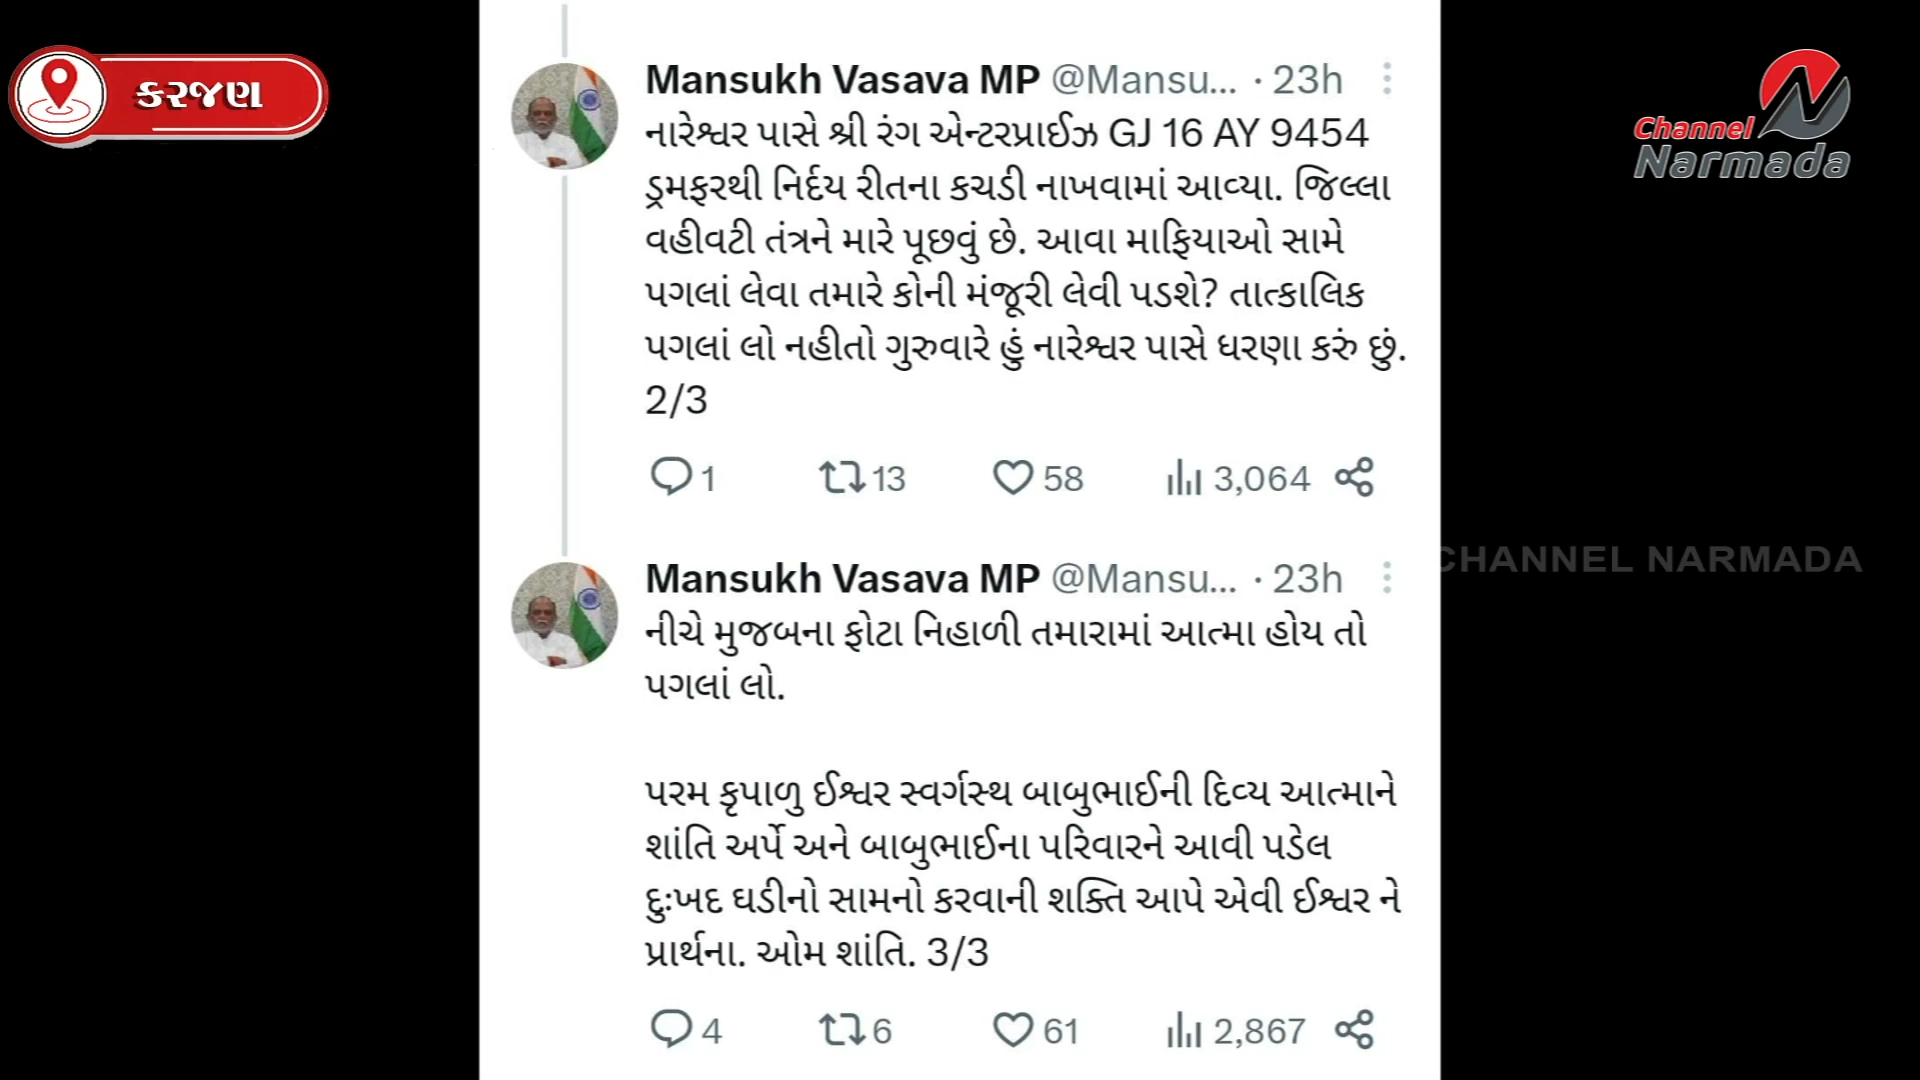 કરજણ
Channel
Narmada
Mansukh Vasava MP @Mansu... · 23h
નારેશ્વર પાસે શ્રી રંગ એન્ટરપ્રાઈઝ GJ 16 AY 9454
ડ્રમફરથી નિર્દય રીતના કચડી નાખવામાં આવ્યા. જિલ્લા
વહીવટી તંત્રને મારે પૂછવું છે. આવા માફિયાઓ સામે
પગલાં લેવા તમારે કોની મંજૂરી લેવી પડશે? તાત્કાલિક
પગલાં લો નહીતો ગુરુવારે હું નારેશ્વર પાસે ધરણા કરું છું.
2/3
1 13 58 3,064
CHANNEL NARMADA
Mansukh Vasava MP @Mansu... · 23h
નીચે મુજબના ફોટા નિહાળી તમારામાં આત્મા હોય તો
પગલાં લો.
પરમ કૃપાળુ ઈશ્વર સ્વર્ગસ્થ બાબુભાઈની દિવ્ય આત્માને
શાંતિ અર્પે અને બાબુભાઈના પરિવારને આવી પડેલ
દુઃખદ ઘડીનો સામનો કરવાની શક્તિ આપે એવી ઈશ્વર ને
પ્રાર્થના. ઓમ શાંતિ. 3/3
4 6 61 2,867